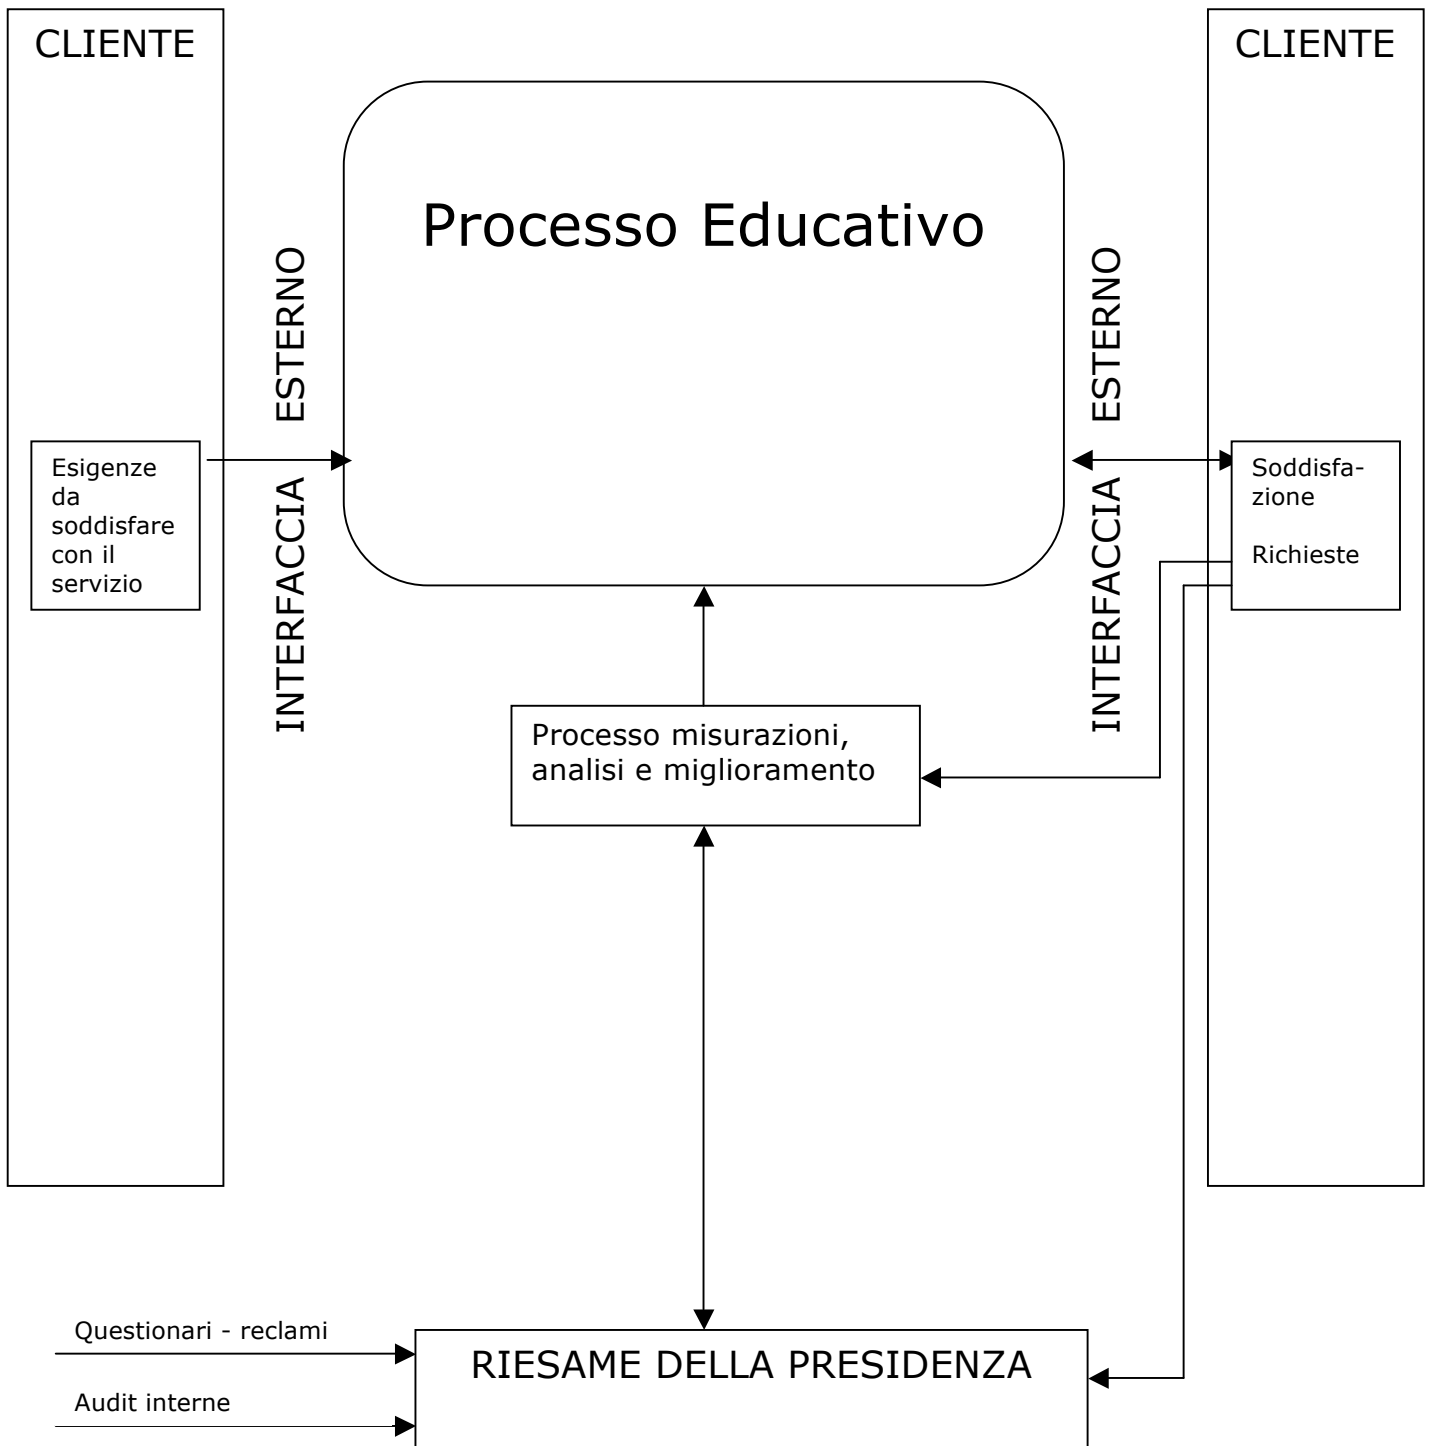 CLIENTE
CLIENTE
Processo Educativo
INTERFACCIA ESTERNO
INTERFACCIA ESTERNO
Esigenze
da
soddisfare
con il
servizio
Soddisfa-
zione
Richieste
Processo misurazioni,
analisi e miglioramento
Questionari - reclami
RIESAME DELLA PRESIDENZA
Audit interne